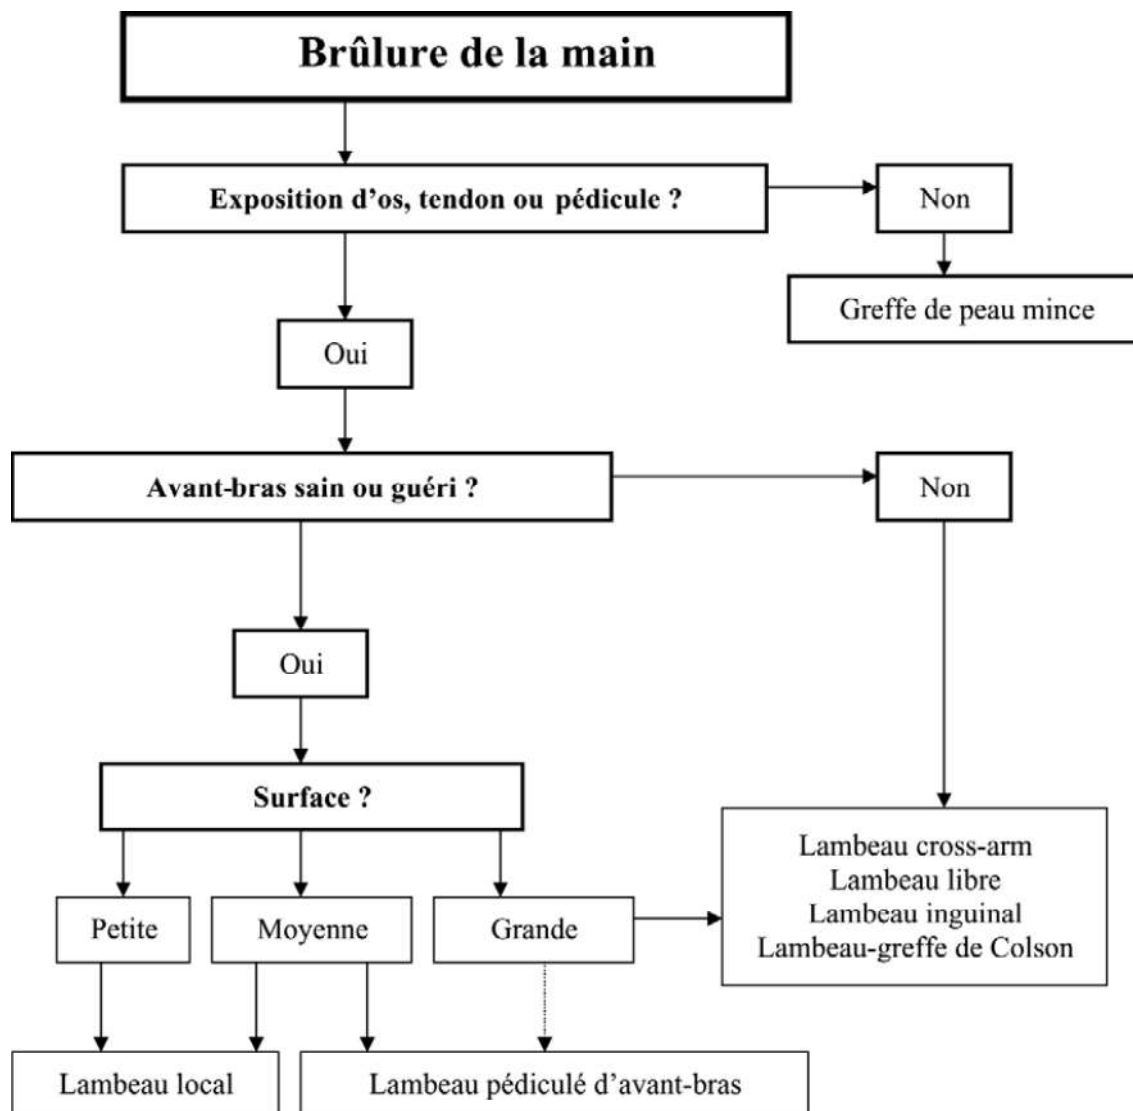 Brûlure de la main
Exposition d’os, tendon ou pédicule ?
Non
Greffe de peau mince
Oui
Avant-bras sain ou guéri ?
Non
Oui
Surface ?
Lambeau cross-arm
Lambeau libre
Lambeau inguinal
Lambeau-greffe de Colson
Petite
Moyenne
Grande
Lambeau local
Lambeau pédiculé d’avant-bras